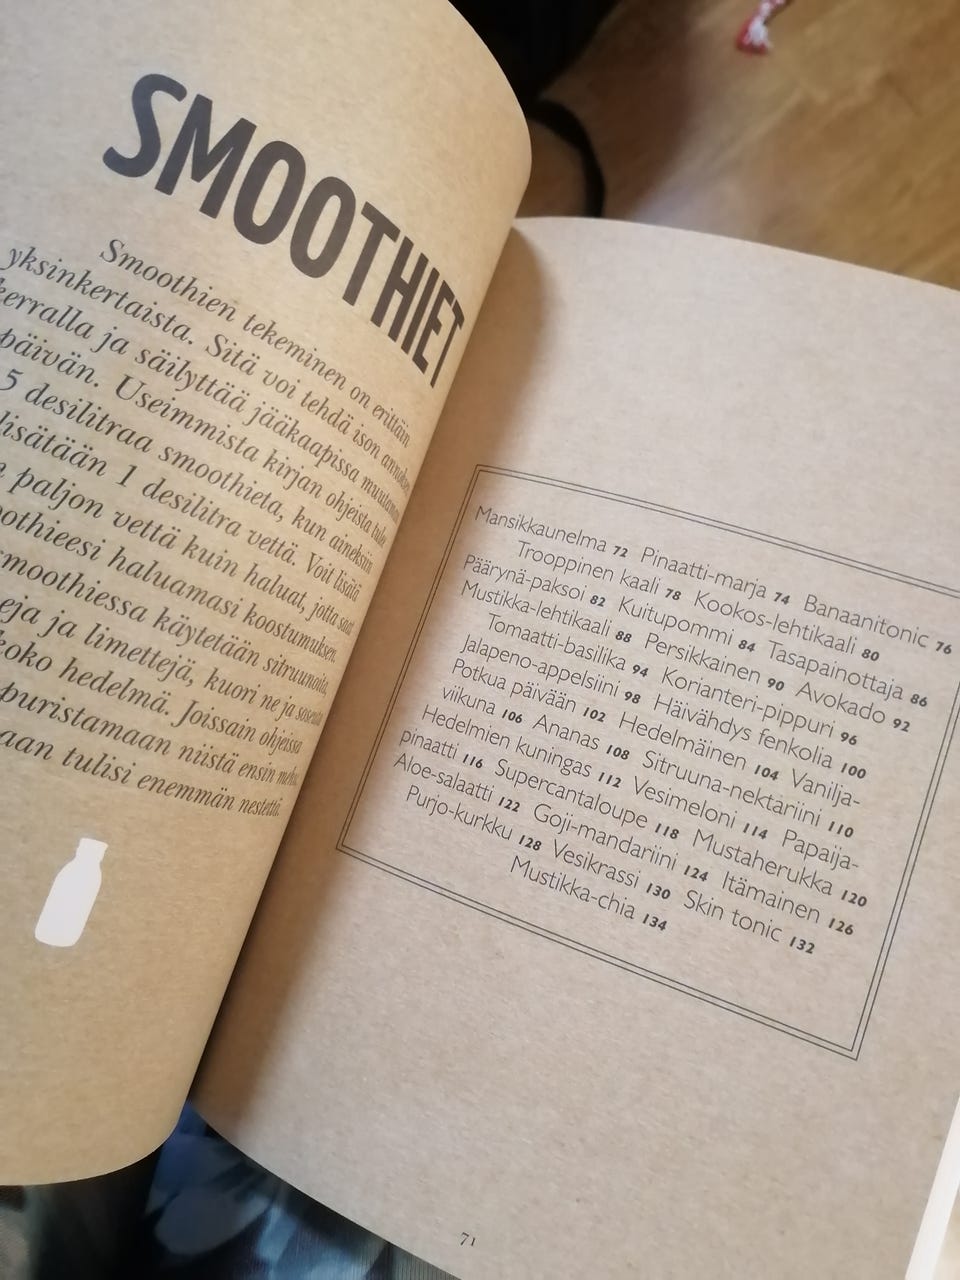 SMOOTHIET
Smoothien tekeminen on erittäin
yksinkertaista. Sitä voi tehdä ison annoksen
kerralla ja säilyttää jääkaapissa muutaman
päivän. Useimmista kirjan ohjeista tulee
5 desilitraa smoothieta, kun aineksiin
lisätään 1 desilitra vettä. Voit lisätä
paljon vettä kuin haluat, jotta saat
haluamasi koostumuksen.
smoothiessa käytetään sitruunoita,
ja limettejä, kuori ne ja soseuta
koko hedelmä. Joissain ohjeissa
puristamaan niistä ensin mehu,
tulisi enemmän nestettä.
Mansikkaunelma 72 Pinaatti-marja 74 Banaanitonic 76
Trooppinen kaali 78 Kookos-lehtikaali 80
Päärynä-paksoi 82 Kuitupommi 84 Tasapainottaja 86
Mustikka-lehtikaali 88 Persikkainen 90 Avokado 92
Tomaatti-basilika 94 Korianteri-pippuri 96
Jalapeno-appelsiini 98 Häivähdys fenkolia 100
Potkua päivään 102 Hedelmäinen 104 Vanilja-
viikuna 106 Ananas 108 Sitruuna-nektariini 110
Hedelmien kuningas 112 Vesimeloni 114 Papaija-
pinaatti 116 Supercantaloupe 118 Mustaherukka 120
Aloe-salaatti 122 Goji-mandariini 124 Itämainen 126
Purjo-kurkku 128 Vesikrassi 130 Skin tonic 132
Mustikka-chia 134
71